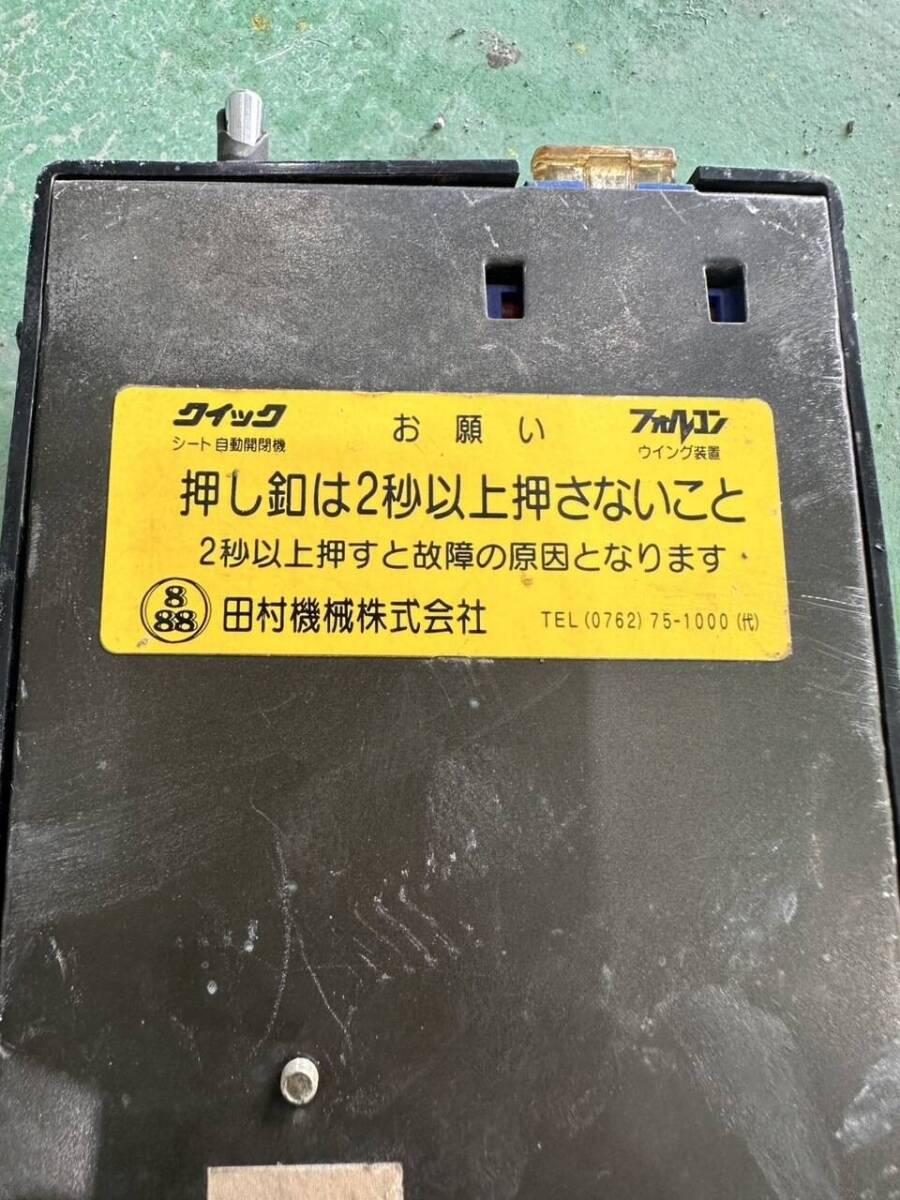 クイック お願い フォルコン
シート自動開閉機 ウイング装置
押し釦は2秒以上押さないこと
2秒以上押すと故障の原因となります
8
88 田村機械株式会社 TEL(0762)75-1000(代)